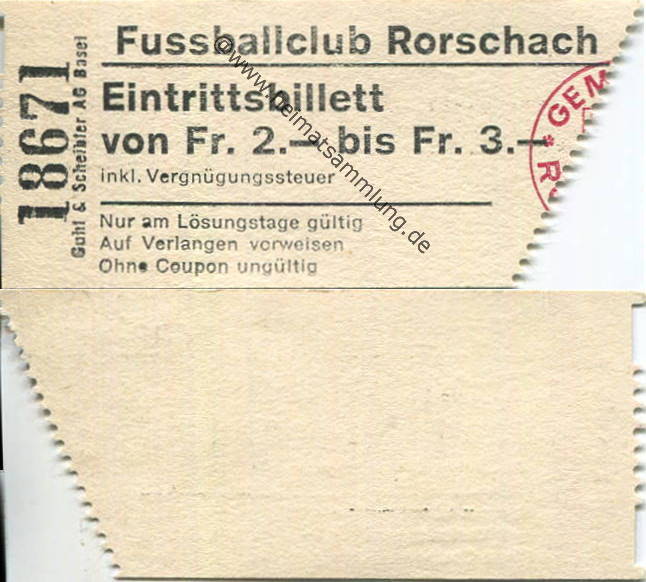 Fussballclub Rorschach
Eintrittsbillett
von Fr. 2.— bis Fr. 3.—
inkl. Vergnügungssteuer
Nur am Lösungstage gültig
Auf Verlangen vorweisen
Ohne Coupon ungültig
18671
Guhl & Scheibler AG Basel
* GEM
R
@www.heimatsammlung.de